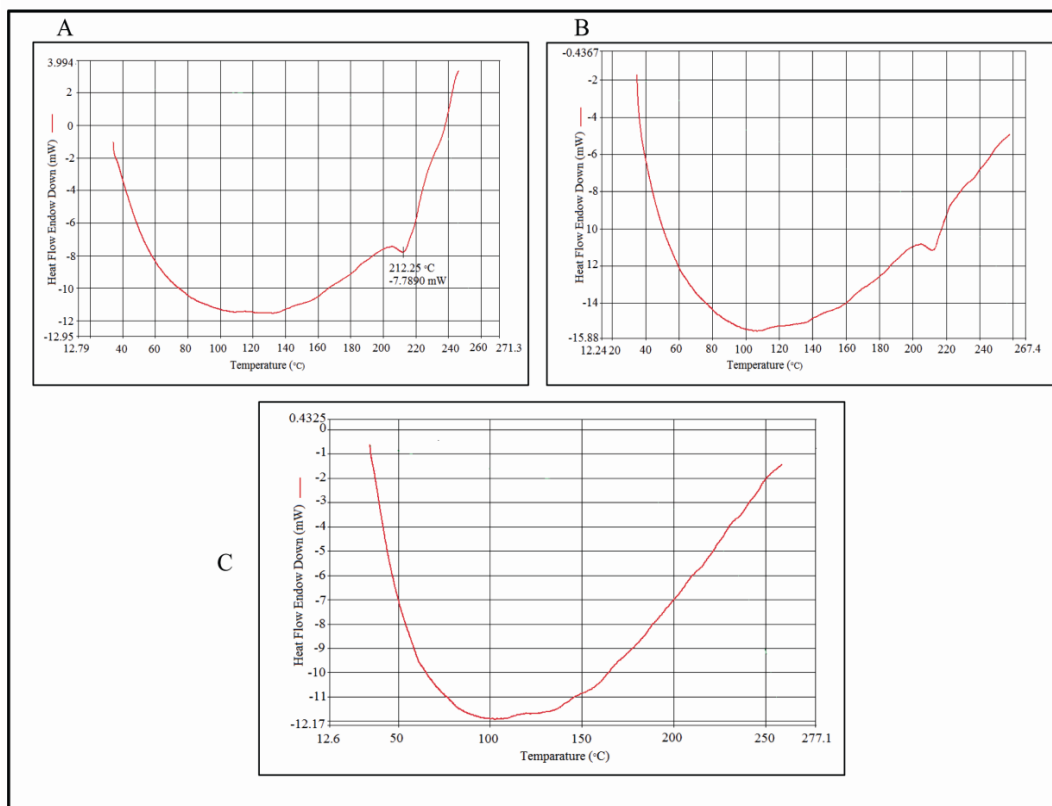 A
3.994
2
0
-2
-4
-6
-8
-10
-12
-12.95
Heat Flow Endow Down (mW)
212.25 °C
-7.7890 mW
12.79 40 60 80 100 120 140 160 180 200 220 240 260 271.3
Temperature (°C)
B
-0.4367
-2
-4
-6
-8
10
12
-14
-15.88
Heat Flow Endow Down (mW)
12.24 20 40 60 80 100 120 140 160 180 200 220 240 267.4
Temperature (°C)
C
0.4325
0
-1
-2
-3
-4
-5
-6
-7
-8
-9
-10
-11
-12.17
Heat Flow Endow Down (mW)
12.6 50 100 150 200 250 277.1
Temparature (°C)